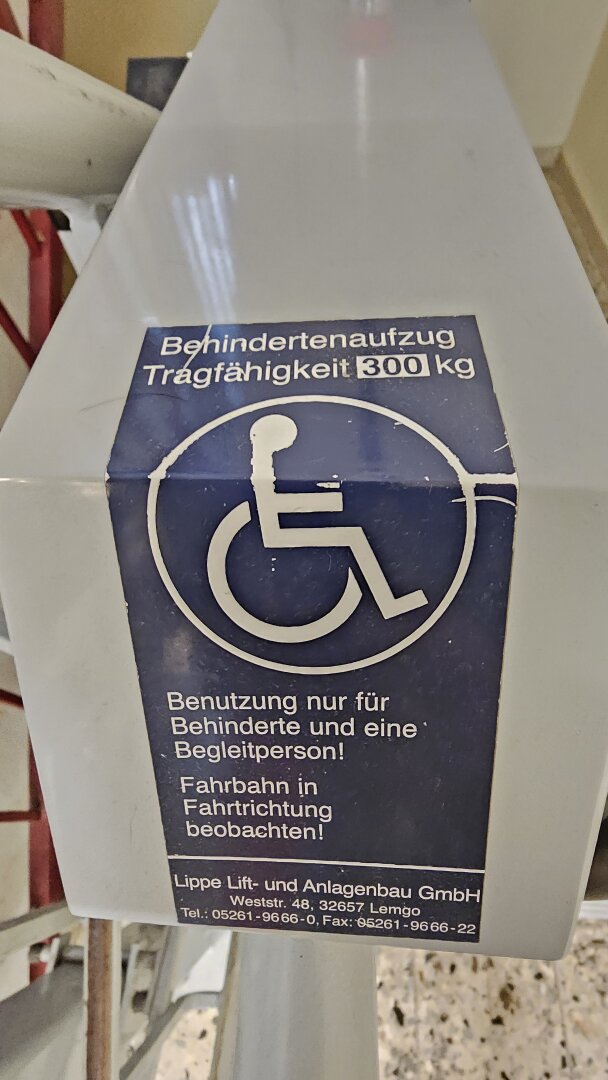 Behindertenaufzug
Tragfähigkeit 300 kg
Benutzung nur für
Behinderte und eine
Begleitperson!
Fahrbahn in
Fahrtrichtung
beobachten!
Lippe Lift- und Anlagenbau GmbH
Weststr. 48, 32657 Lemgo
Tel.: 05261-9666-0, Fax: 05261-9666-22